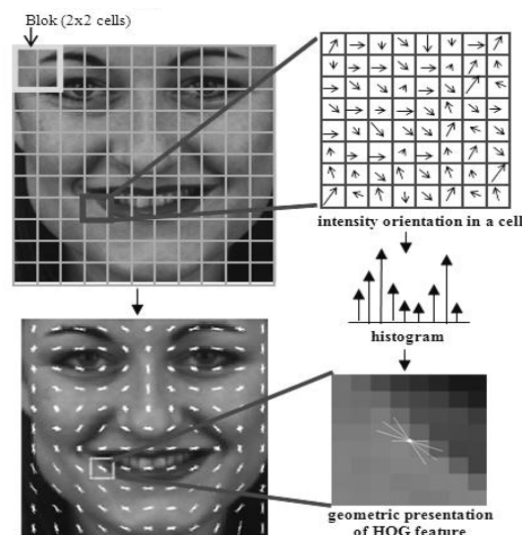 Blok (2x2 cells)
intensity orientation in a cell
histogram
geometric presentation
of HOG feature